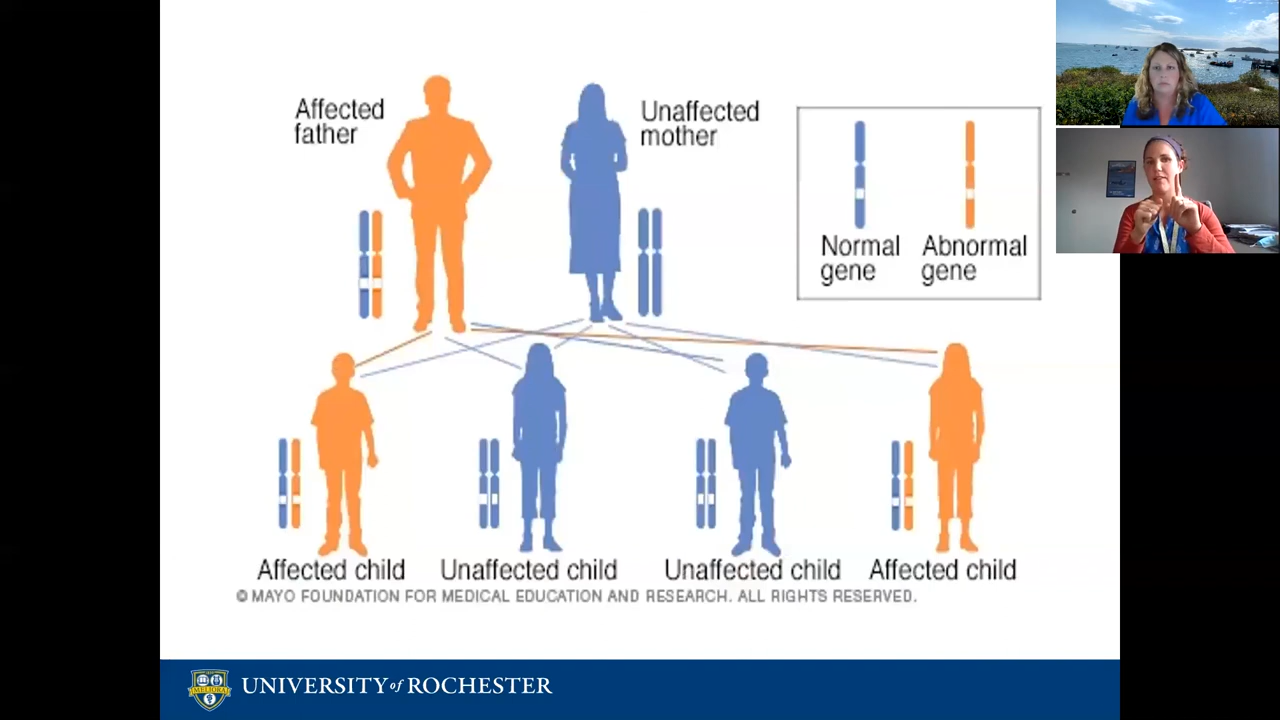 Affected
father
Unaffected
mother
Normal
gene
Abnormal
gene
Affected child
Unaffected child
Unaffected child
Affected child
© MAYO FOUNDATION FOR MEDICAL EDUCATION AND RESEARCH. ALL RIGHTS RESERVED.
MELIORA
UNIVERSITY of ROCHESTER